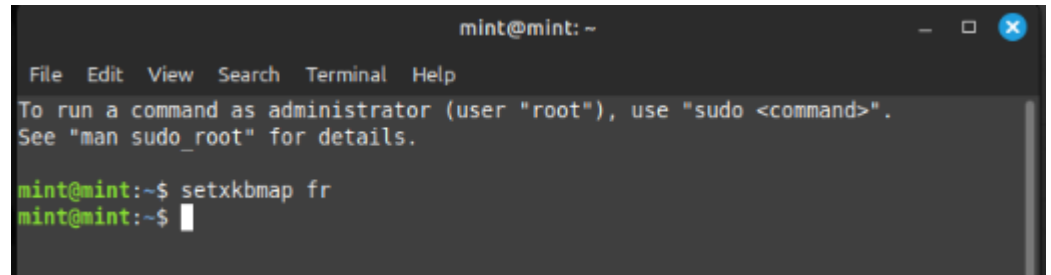 mint@mint: ~
File Edit View Search Terminal Help
To run a command as administrator (user "root"), use "sudo <command>".
See "man sudo_root" for details.
mint@mint:~$ setxkbmap fr
mint@mint:~$